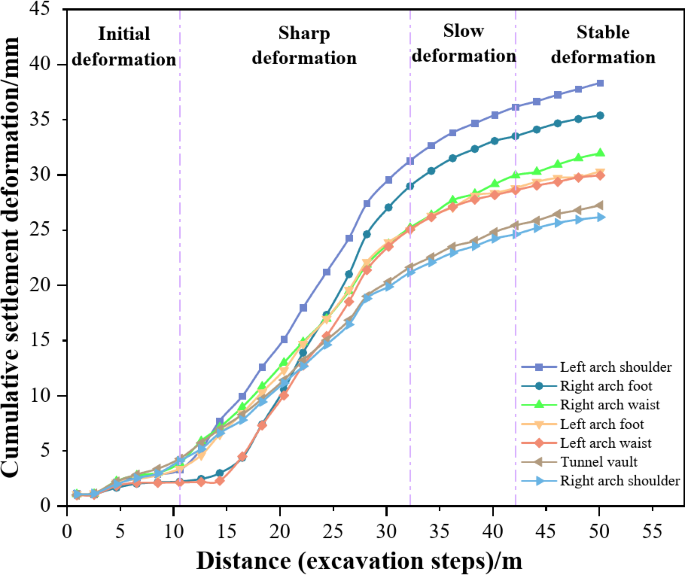 Initial
deformation
Sharp
deformation
Slow
deformation
Stable
deformation
Cumulative settlement deformation/mm
45
40
35
30
25
20
15
10
5
0
Left arch shoulder
Right arch foot
Right arch waist
Left arch foot
Left arch waist
Tunnel vault
Right arch shoulder
0 5 10 15 20 25 30 35 40 45 50 55
Distance (excavation steps)/m